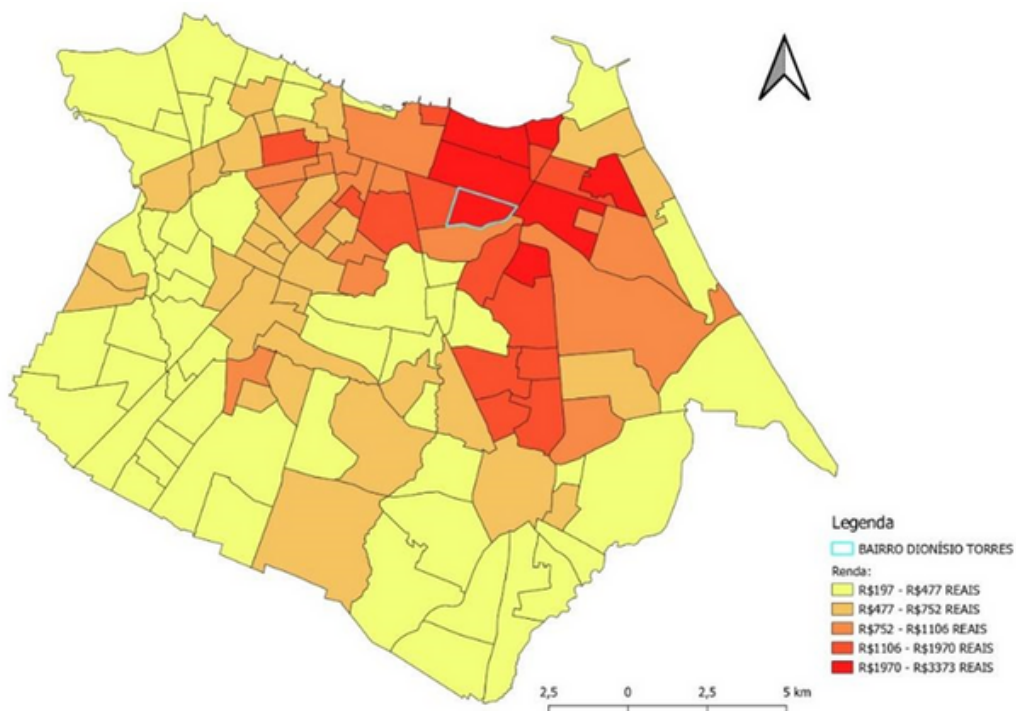 Legenda
BAIRRO DIONÍSIO TORRES
Renda:
R$197 - R$477 REAIS
R$477 - R$752 REAIS
R$752 - R$1106 REAIS
R$1106 - R$1970 REAIS
R$1970 - R$3373 REAIS
2,5 0 2,5 5 km